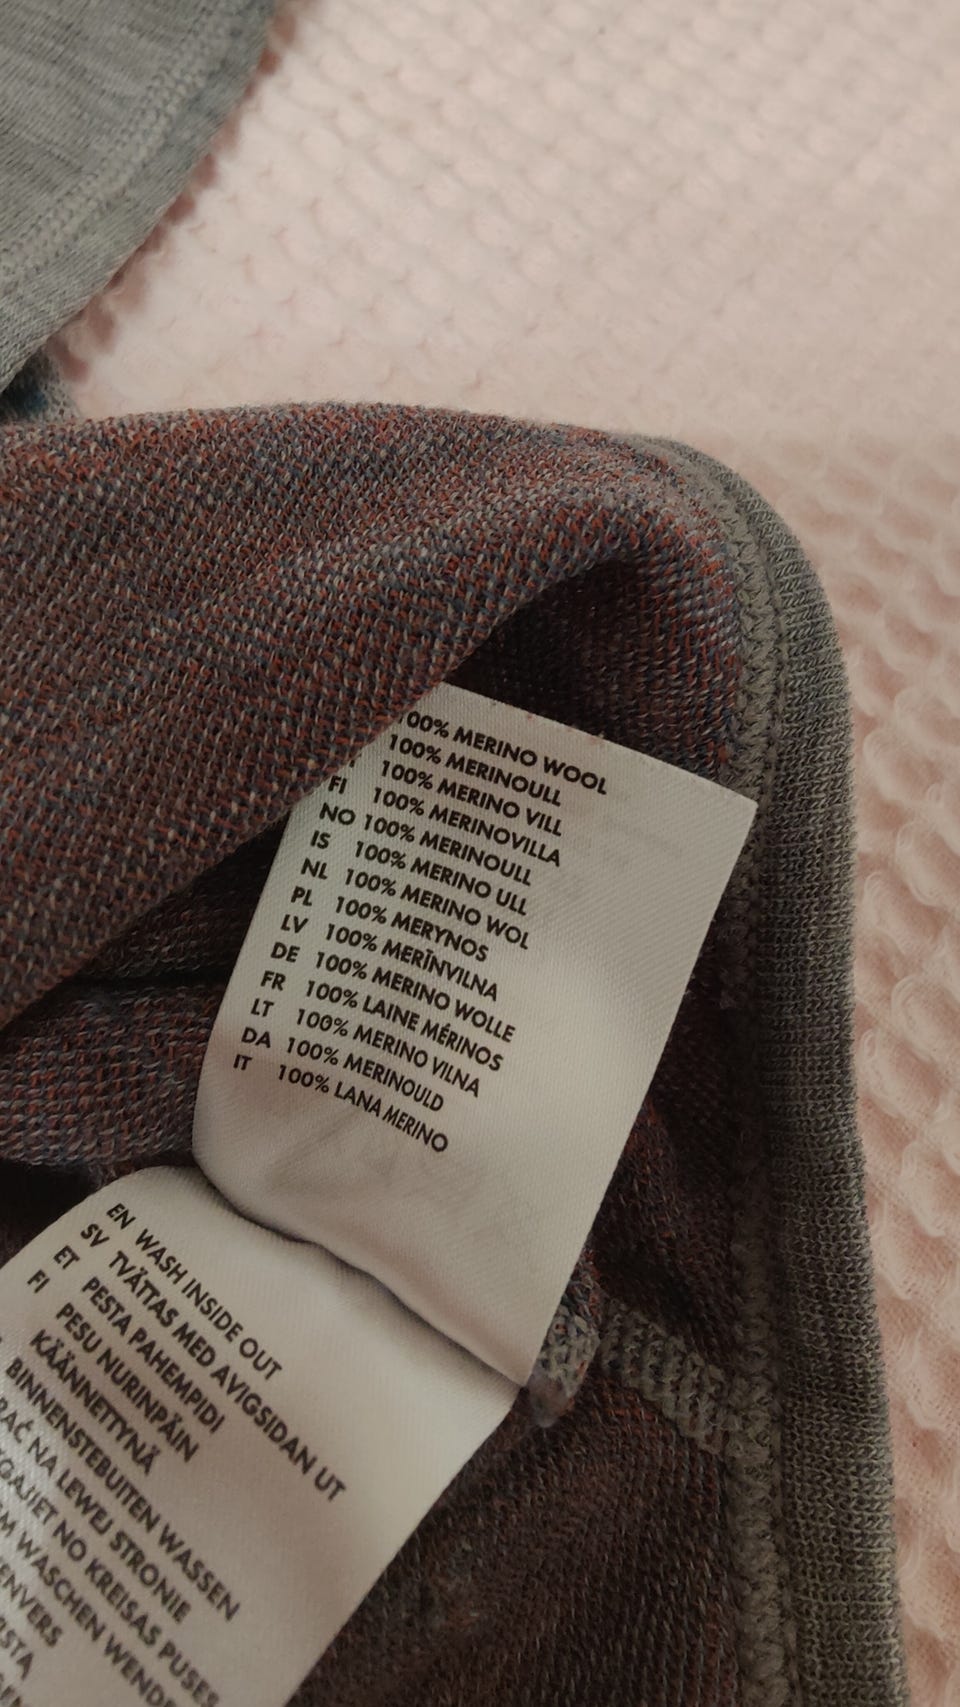 100% MERINO WOOL
100% MERINOULL
100% MERINO VILL
FI 100% MERINOVILLA
NO 100% MERINOULL
IS 100% MERINO ULL
NL 100% MERINO WOL
PL 100% MERYNOS
LV 100% MERĪNVILNA
DE 100% MERINO WOLLE
FR 100% LAINE MÉRINOS
LT 100% MERINO VILNA
DA 100% MERINOULD
IT 100% LANA MERINO
EN WASH INSIDE OUT
SV TVÄTTAS MED AVIGSIDAN UT
ET PESTA PAHEMPIDI
FI PESU NURINPÄIN
KÄÄNNETTYNÄ
BINNENSTEBUITEN WASSEN
NA LEWEJ STRONIE
NO KREISAS PUSES
WASCHEN